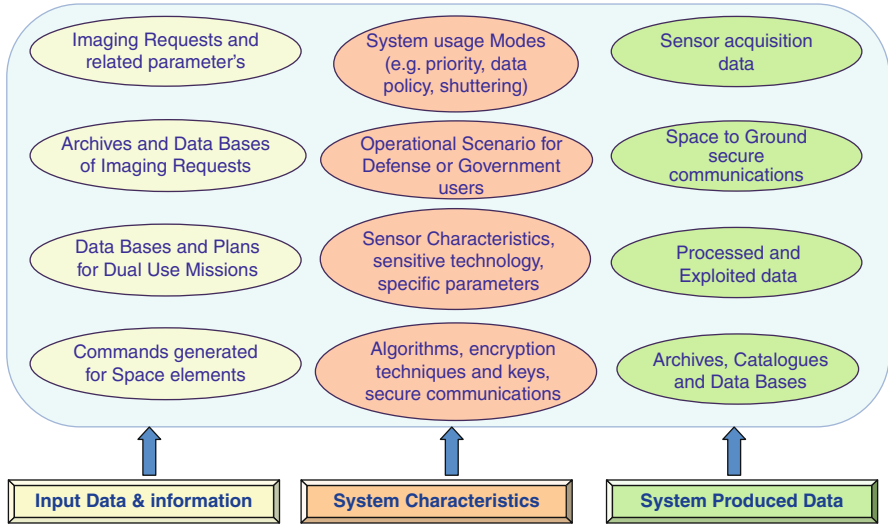 Imaging Requests and
related parameter's
System usage Modes
(e.g. priority, data
policy, shuttering)
Sensor acquisition
data
Archives and Data Bases
of Imaging Requests
Operational Scenario for
Defense or Government
users
Space to Ground
secure
communications
Data Bases and Plans
for Dual Use Missions
Sensor Characteristics,
sensitive technology,
specific parameters
Processed and
Exploited data
Commands generated
for Space elements
Algorithms, encryption
techniques and keys,
secure communications
Archives, Catalogues
and Data Bases
Input Data & information
System Characteristics
System Produced Data